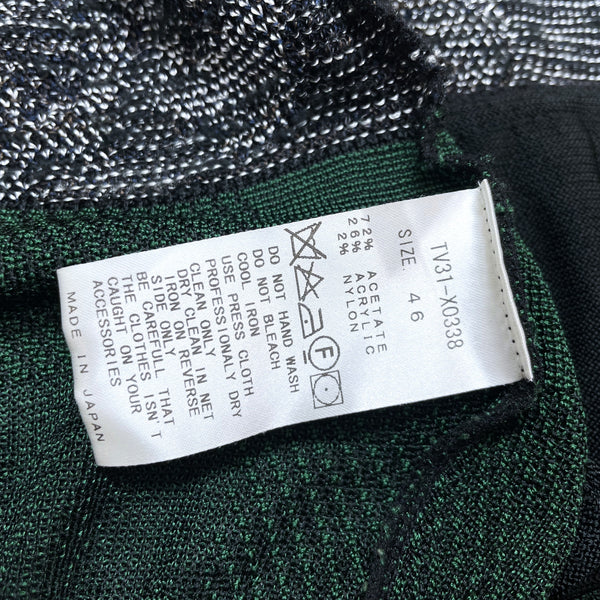 TV31-X0338
SIZE. 46
72% ACETATE
26% ACRYLIC
2% NYLON
F
DO NOT HAND WASH
DO NOT BLEACH
COOL IRON
USE PRESS CLOTH
PROFESSIONALY DRY
CLEAN ONLY
DRY CLEAN IN NET
IRON ON REVERSE
SIDE ONLY
BE CAREFULL THAT
THE CLOTHES ISN'T
CAUGHT ON YOUR
ACCESSORIES
MADE IN JAPAN